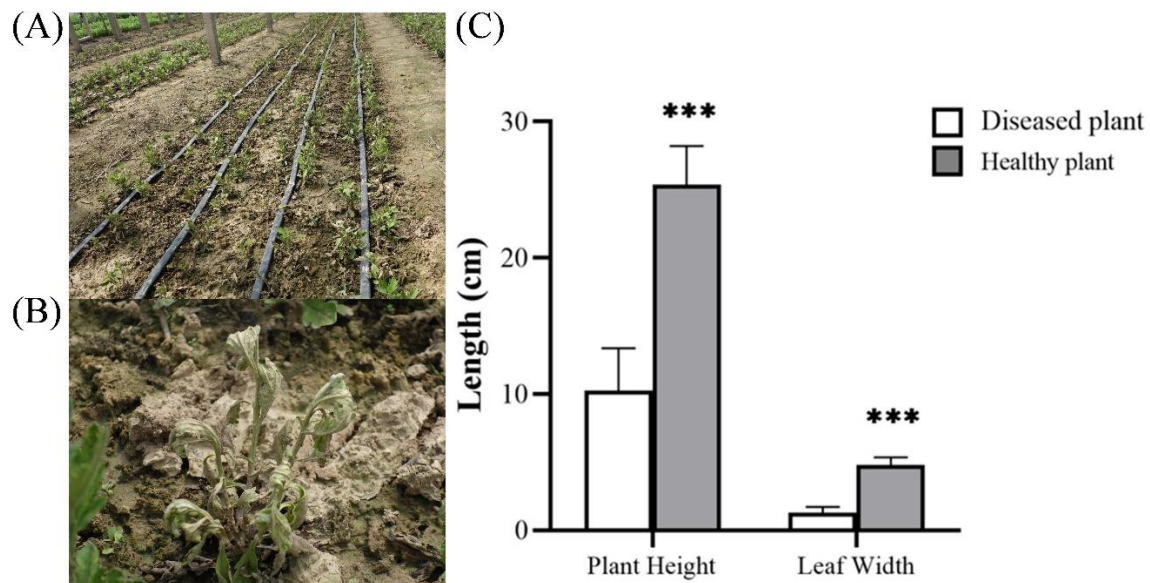 (A)
(B)
(C)
Length (cm)
30
20
10
0
***
***
Plant Height
Leaf Width
Diseased plant
Healthy plant